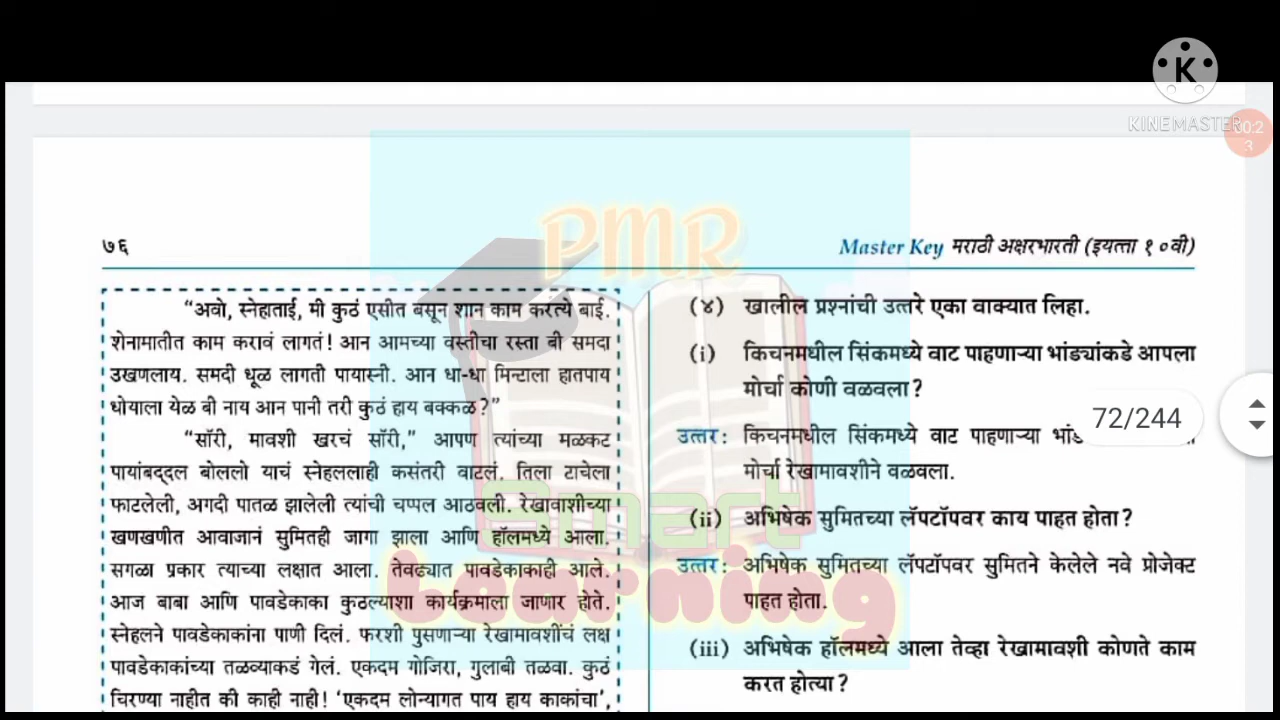 K
KINEMASTER
00:2
3
PMR
७६
Master Key मराठी अक्षरभारती (इयत्ता १०वी)
“अवो, स्नेहाताई, मी कुठं एसीत बसून शान काम करत्ये बाई.
शेनामातीत काम करावं लागतं! आन आमच्या वस्तीचा रस्ता बी समदा
उखणलाय. समदी धूळ लागती पायास्नी. आन धा-धा मिन्टाला हातपाय
धोयाला येळ बी नाय आन पानी तरी कुठं हाय बक्कळ?”
“सॉरी, मावशी खरचं सॉरी,” आपण त्यांच्या मळकट
पायांबद्दल बोललो याचं स्नेहललाही कसंतरी वाटलं. तिला टाचेला
फाटलेली, अगदी पातळ झालेली त्यांची चप्पल आठवली. रेखावाशीच्या
खणखणीत आवाजानं सुमितही जागा झाला आणि हॉलमध्ये आला.
सगळा प्रकार त्याच्या लक्षात आला. तेवढ्यात पावडेकाकाही आले.
आज बाबा आणि पावडेकाका कुठल्याशा कार्यक्रमाला जाणार होते.
स्नेहलने पावडेकाकांना पाणी दिलं. फरशी पुसणाऱ्या रेखामावशींचं लक्ष
पावडेकाकांच्या तळव्याकडं गेलं. एकदम गोजिरा, गुलाबी तळवा. कुठं
चिरण्या नाहीत की काही नाही! ‘एकदम लोन्यागत पाय हाय काकांचा’,
(४) खालील प्रश्नांची उत्तरे एका वाक्यात लिहा.
(i) किचनमधील सिंकमध्ये वाट पाहणाऱ्या भांड्यांकडे आपला
मोर्चा कोणी वळवला?
उत्तर: किचनमधील सिंकमध्ये वाट पाहणाऱ्या
मोर्चा रेखामावशीने वळवला.
(ii) अभिषेक सुमितच्या लॅपटॉपवर काय पाहत होता?
उत्तर: अभिषेक सुमितच्या लॅपटॉपवर सुमितने केलेले नवे प्रोजेक्ट
पाहत होता.
(iii) अभिषेक हॉलमध्ये आला तेव्हा रेखामावशी कोणते काम
करत होत्या?
72/244
Smart
Learning